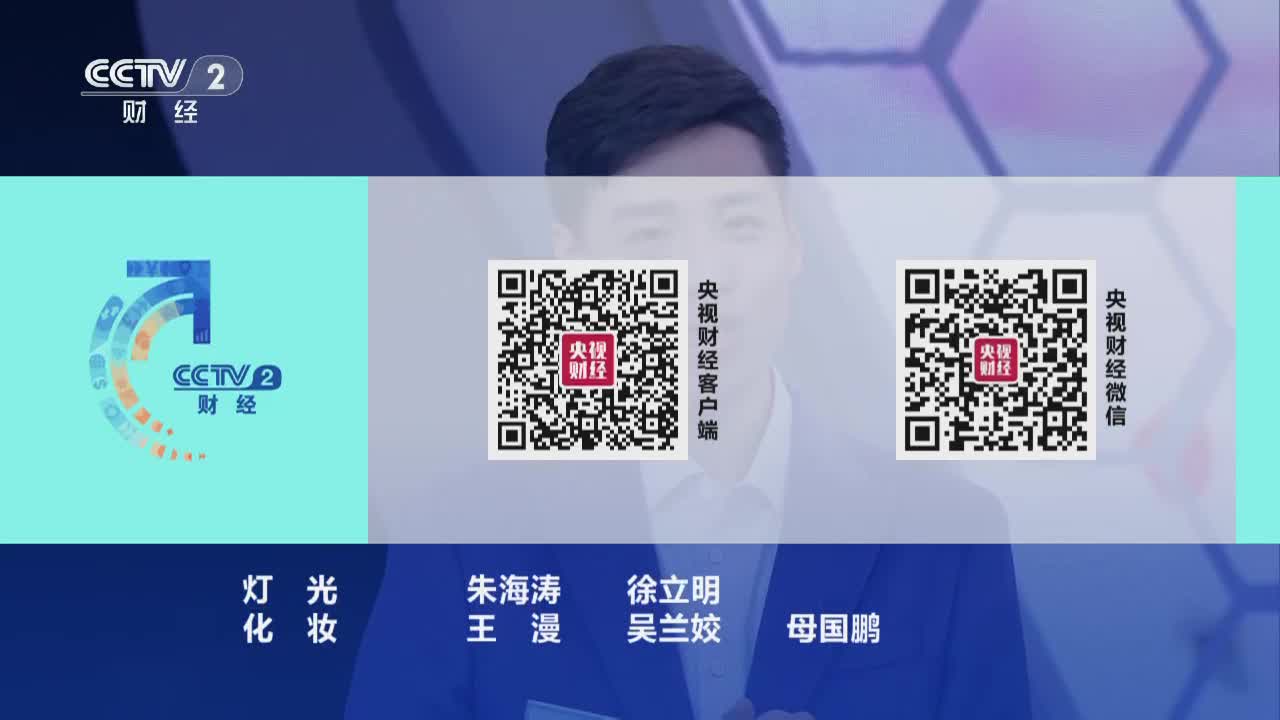 CCTV 2
财 经
CCTV 2
财 经
央视
财经
央视财经客户端
央视
财经
央视财经微信
灯 光 朱海涛 徐立明
化 妆 王 漫 吴兰姣 母国鹏